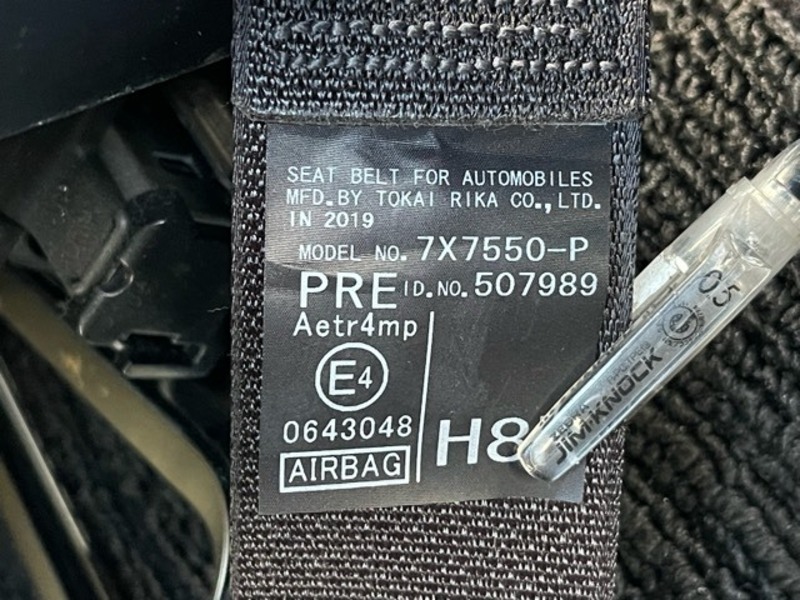 SEAT BELT FOR AUTOMOBILES
MFD.BY TOKAI RIKA CO.,LTD.
IN 2019
MODEL NO. 7X7550-P
PRE ID.NO. 507989
Aetr4mp
E4
0643048
AIRBAG
H8
05
JIMKNOCK